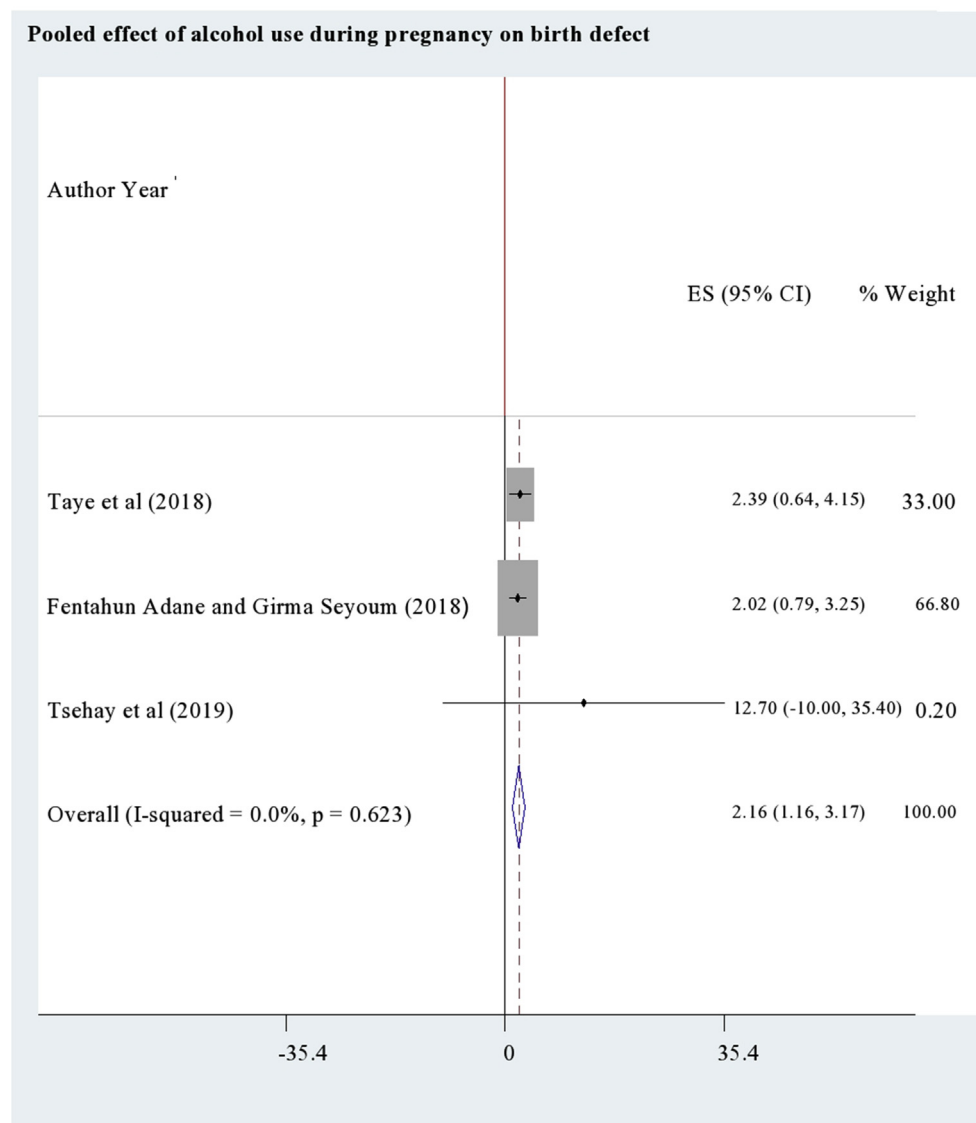 Pooled effect of alcohol use during pregnancy on birth defect
Author Year '
ES (95% CI) % Weight
Taye et al (2018) 2.39 (0.64, 4.15) 33.00
Fentahun Adane and Girma Seyoum (2018) 2.02 (0.79, 3.25) 66.80
Tsehay et al (2019) 12.70 (-10.00, 35.40) 0.20
Overall (I-squared = 0.0%, p = 0.623) 2.16 (1.16, 3.17) 100.00
-35.4 0 35.4